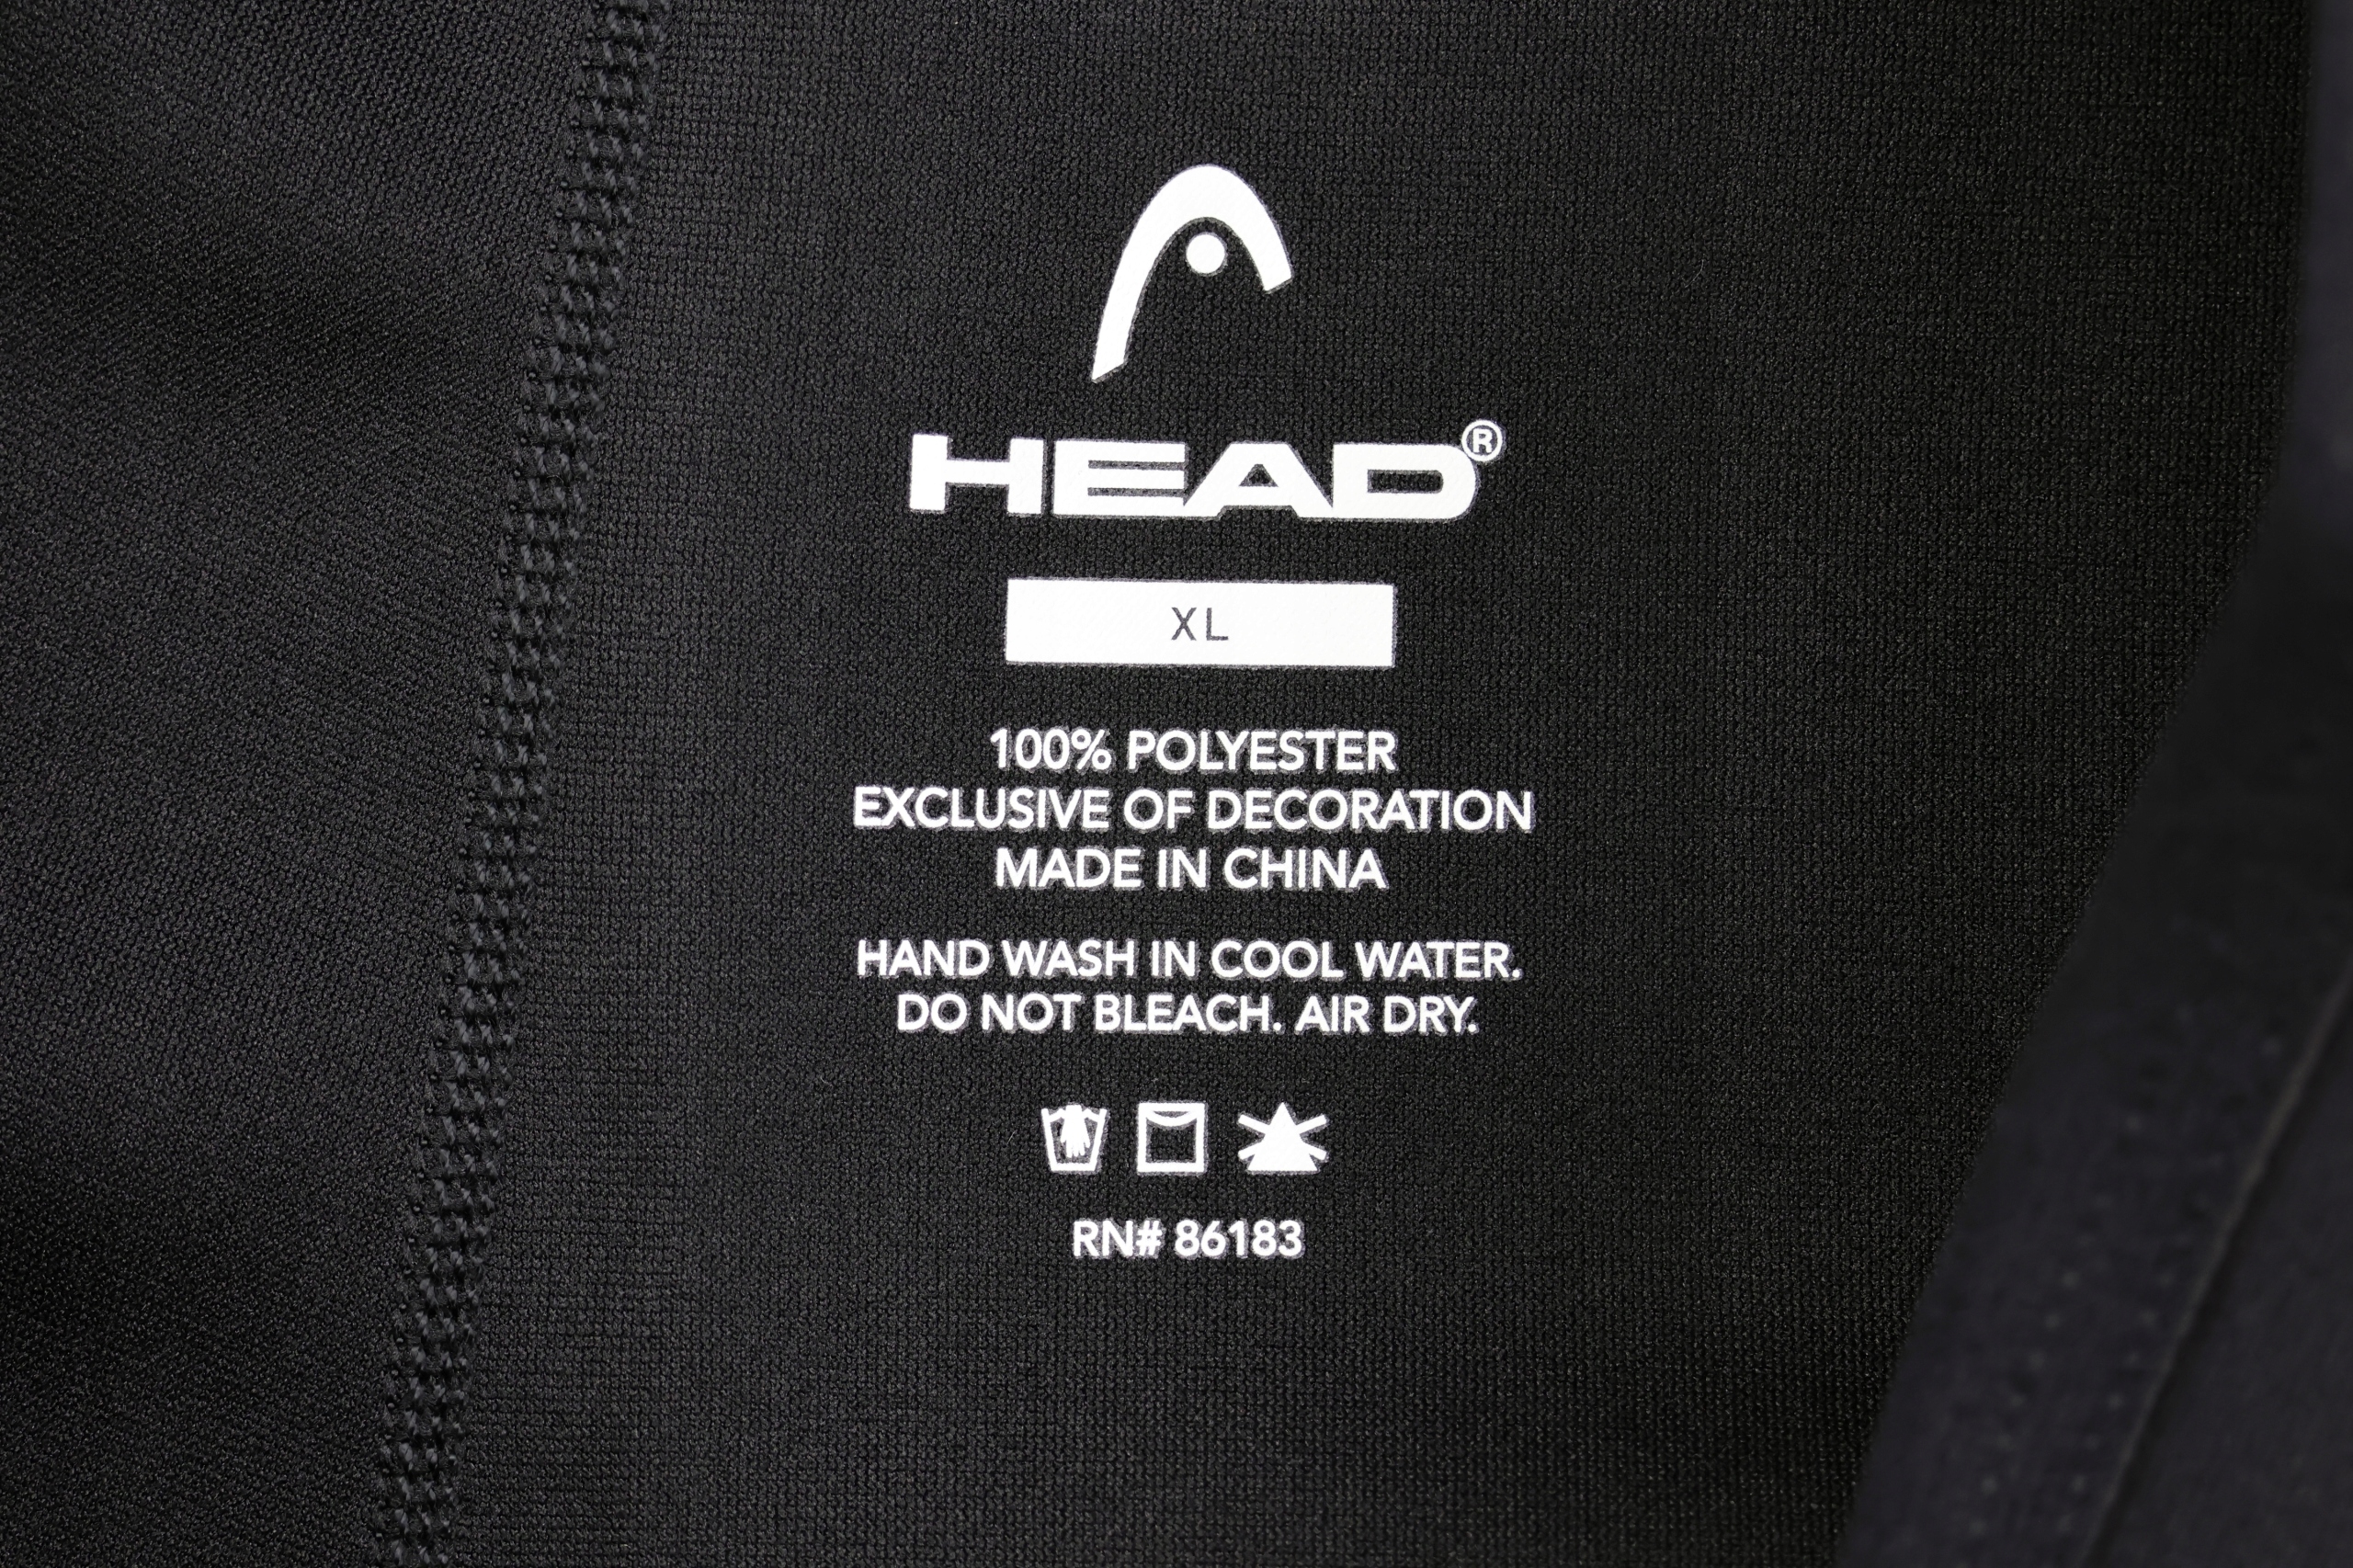 HEAD®
XL
100% POLYESTER
EXCLUSIVE OF DECORATION
MADE IN CHINA
HAND WASH IN COOL WATER.
DO NOT BLEACH. AIR DRY.
RN# 86183